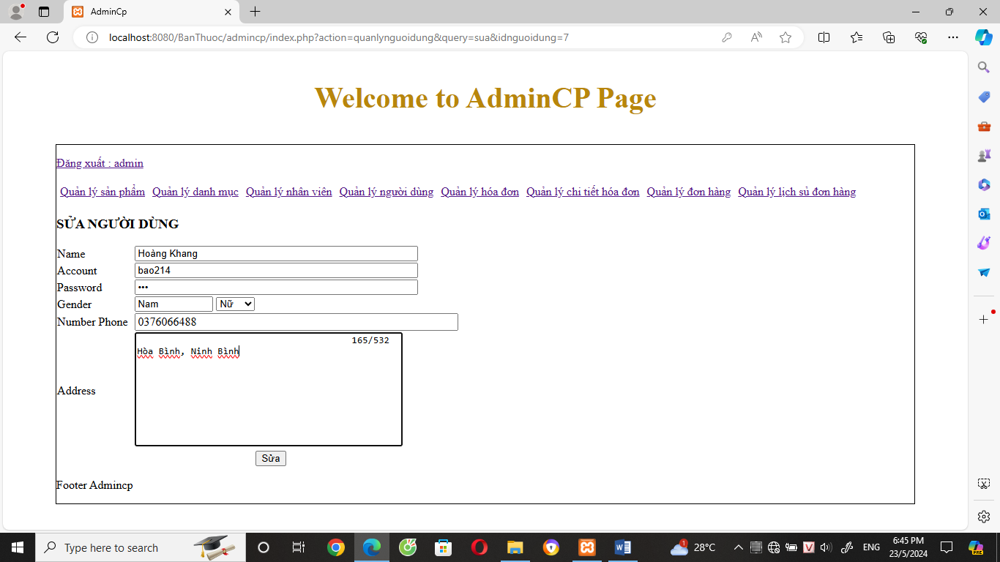 AdminCp
localhost:8080/BanThuoc/admincp/index.php?action=quanlynguoidung&query=sua&idnguoidung=7
Welcome to AdminCP Page
Đăng xuất : admin
Quản lý sản phẩm Quản lý danh mục Quản lý nhân viên Quản lý người dùng Quản lý hóa đơn Quản lý chi tiết hóa đơn Quản lý đơn hàng Quản lý lịch sủ đơn hàng
SỬA NGƯỜI DÙNG
Name Hoàng Khang
Account bao214
Password •••
Gender Nam Nữ
Number Phone 0376066488
165/532
Hòa Bình, Ninh Bình
Address
Sửa
Footer Admincp
Type here to search
1 28°C ENG 6:45 PM
23/5/2024